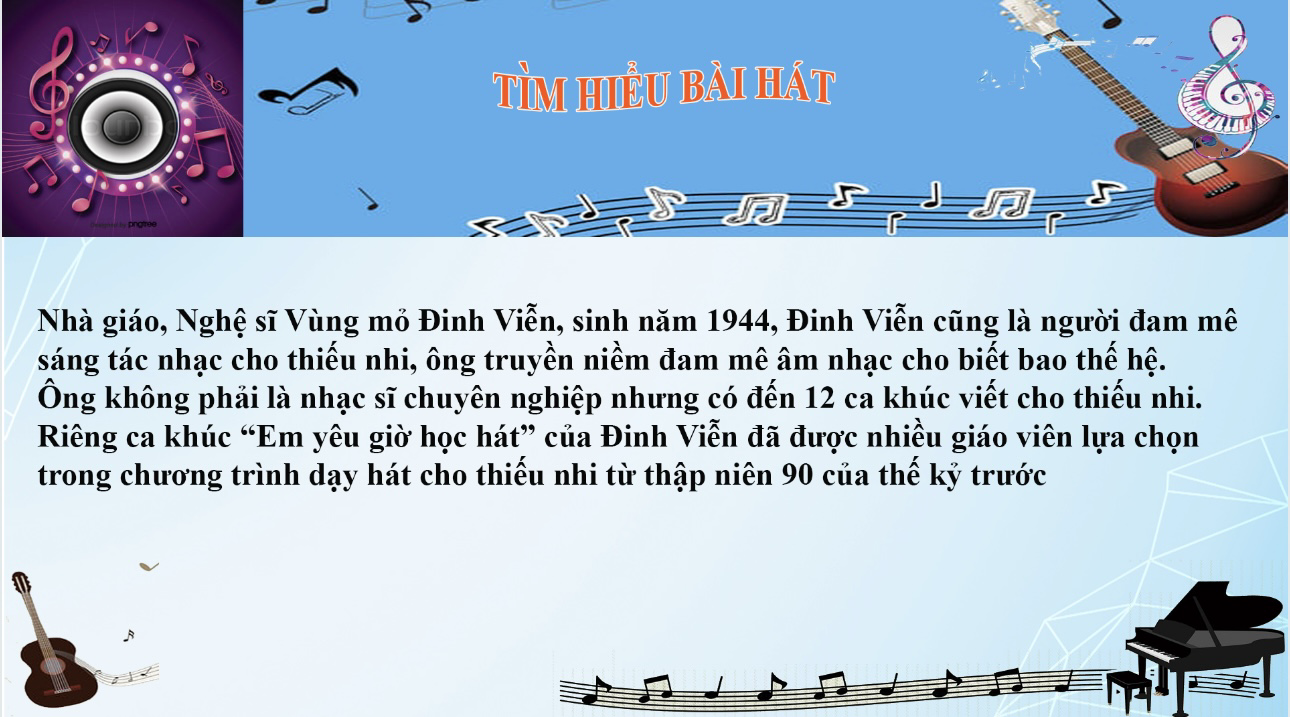 TÌM HIỂU BÀI HÁT
designed by pngtree
Nhà giáo, Nghệ sĩ Vùng mỏ Đinh Viễn, sinh năm 1944, Đinh Viễn cũng là người đam mê
sáng tác nhạc cho thiếu nhi, ông truyền niềm đam mê âm nhạc cho biết bao thế hệ.
Ông không phải là nhạc sĩ chuyên nghiệp nhưng có đến 12 ca khúc viết cho thiếu nhi.
Riêng ca khúc “Em yêu giờ học hát” của Đinh Viễn đã được nhiều giáo viên lựa chọn
trong chương trình dạy hát cho thiếu nhi từ thập niên 90 của thế kỷ trước